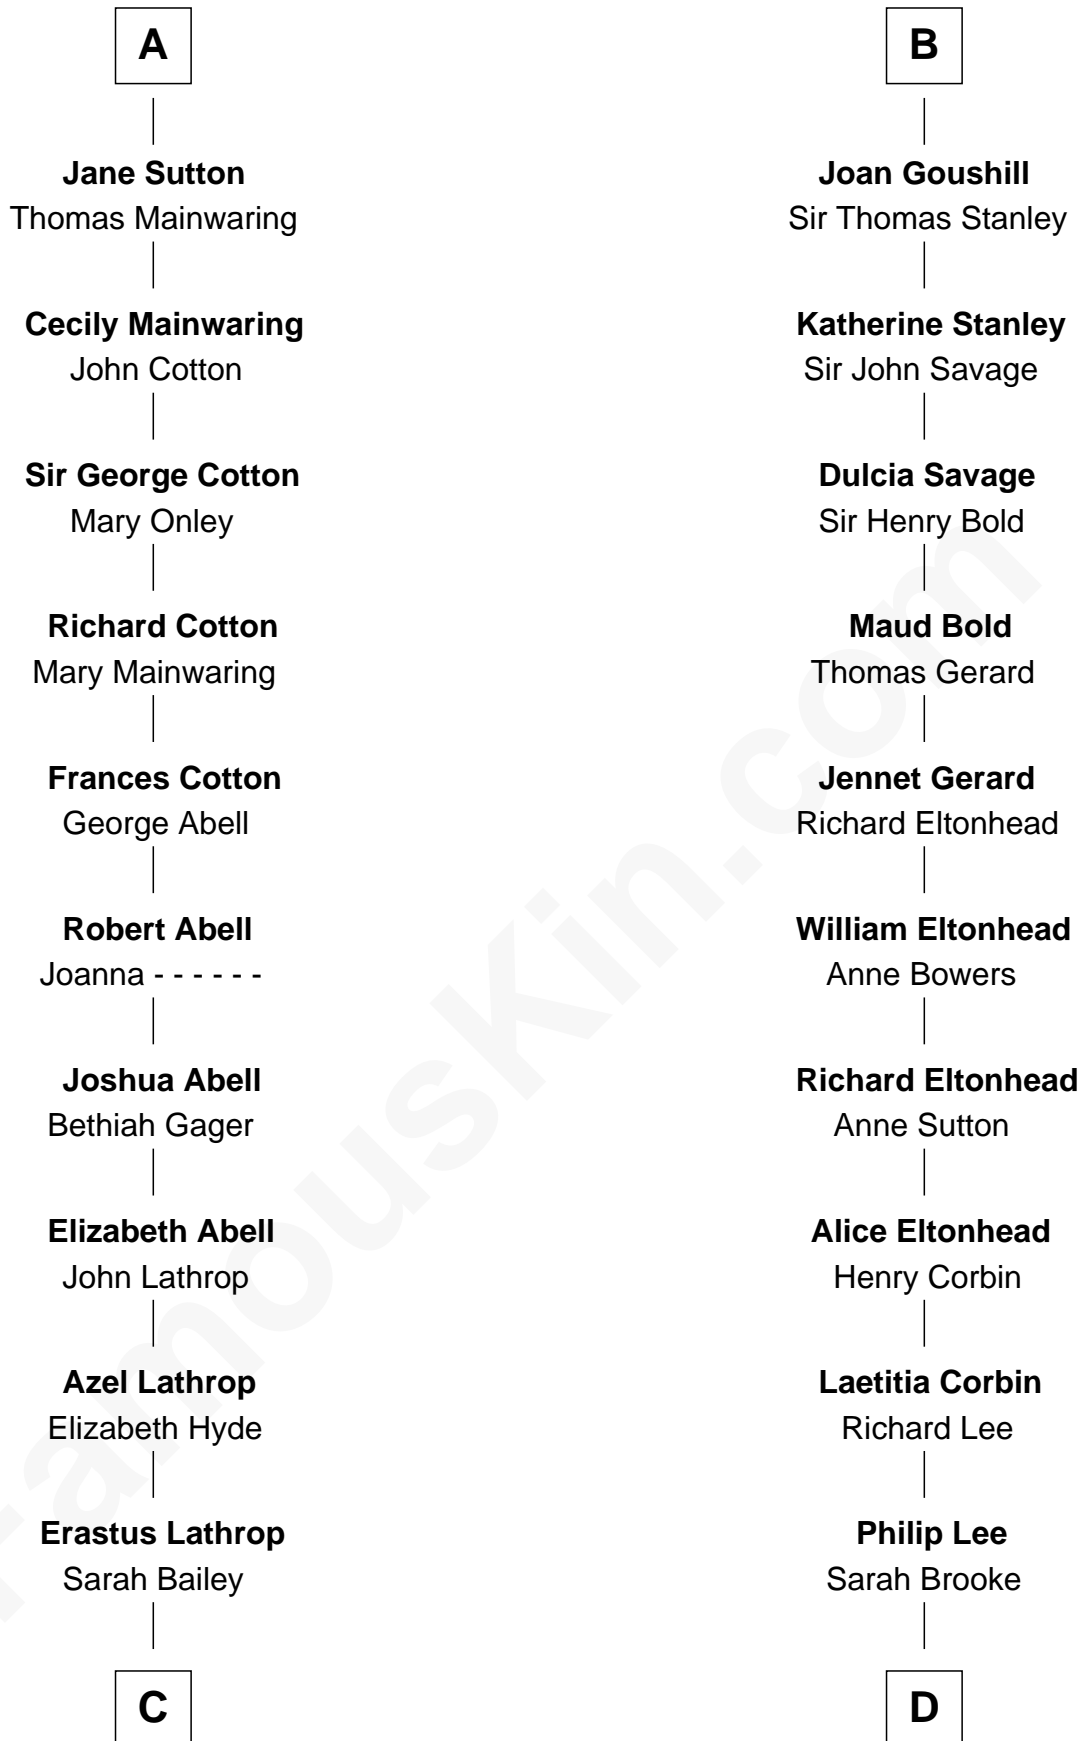 A
Jane Sutton
Thomas Mainwaring
Cecily Mainwaring
John Cotton
Sir George Cotton
Mary Onley
Richard Cotton
Mary Mainwaring
Frances Cotton
George Abell
Robert Abell
Joanna - - - - - -
Joshua Abell
Bethiah Gager
Elizabeth Abell
John Lathrop
Azel Lathrop
Elizabeth Hyde
Erastus Lathrop
Sarah Bailey
C
B
Joan Goushill
Sir Thomas Stanley
Katherine Stanley
Sir John Savage
Dulcia Savage
Sir Henry Bold
Maud Bold
Thomas Gerard
Jennet Gerard
Richard Eltonhead
William Eltonhead
Anne Bowers
Richard Eltonhead
Anne Sutton
Alice Eltonhead
Henry Corbin
Laetitia Corbin
Richard Lee
Philip Lee
Sarah Brooke
D
FamousKin.com